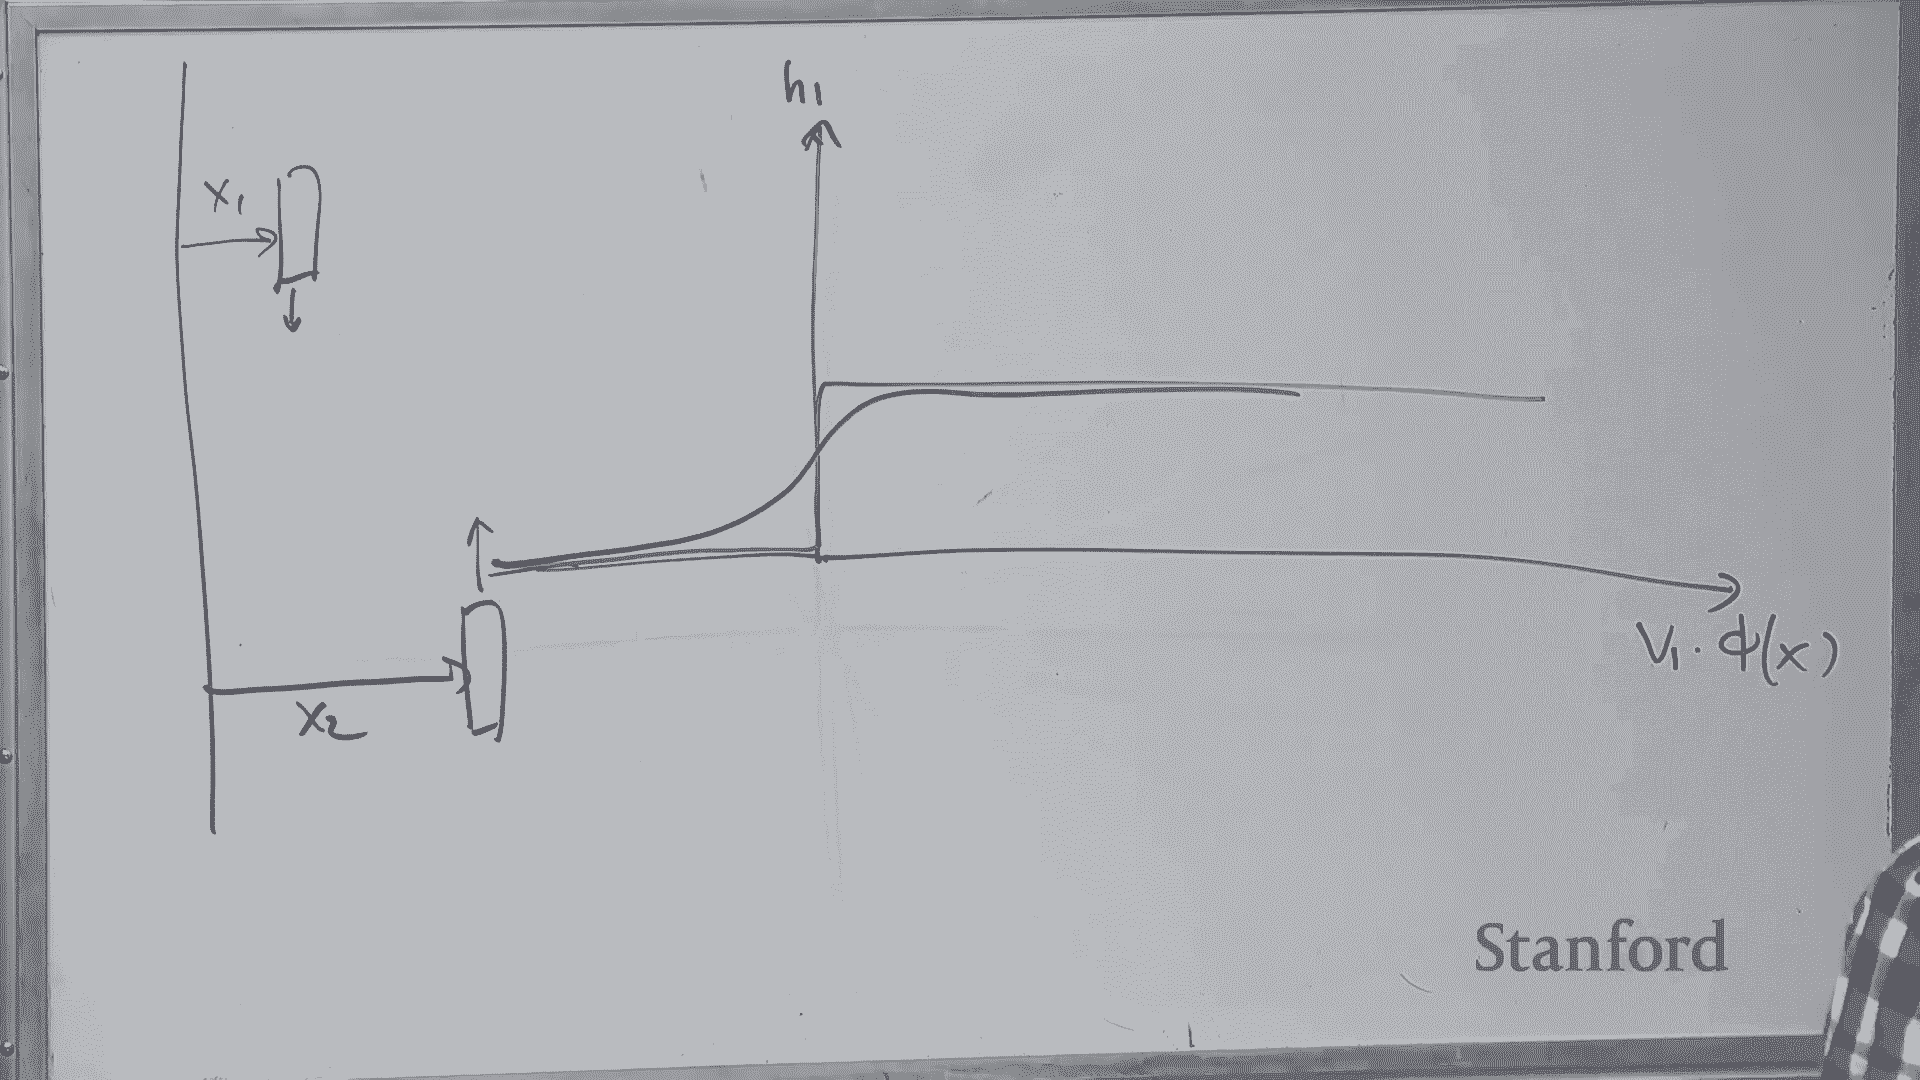 h₁
x₁
V₁ · ϕ(x)
x₂
Stanford